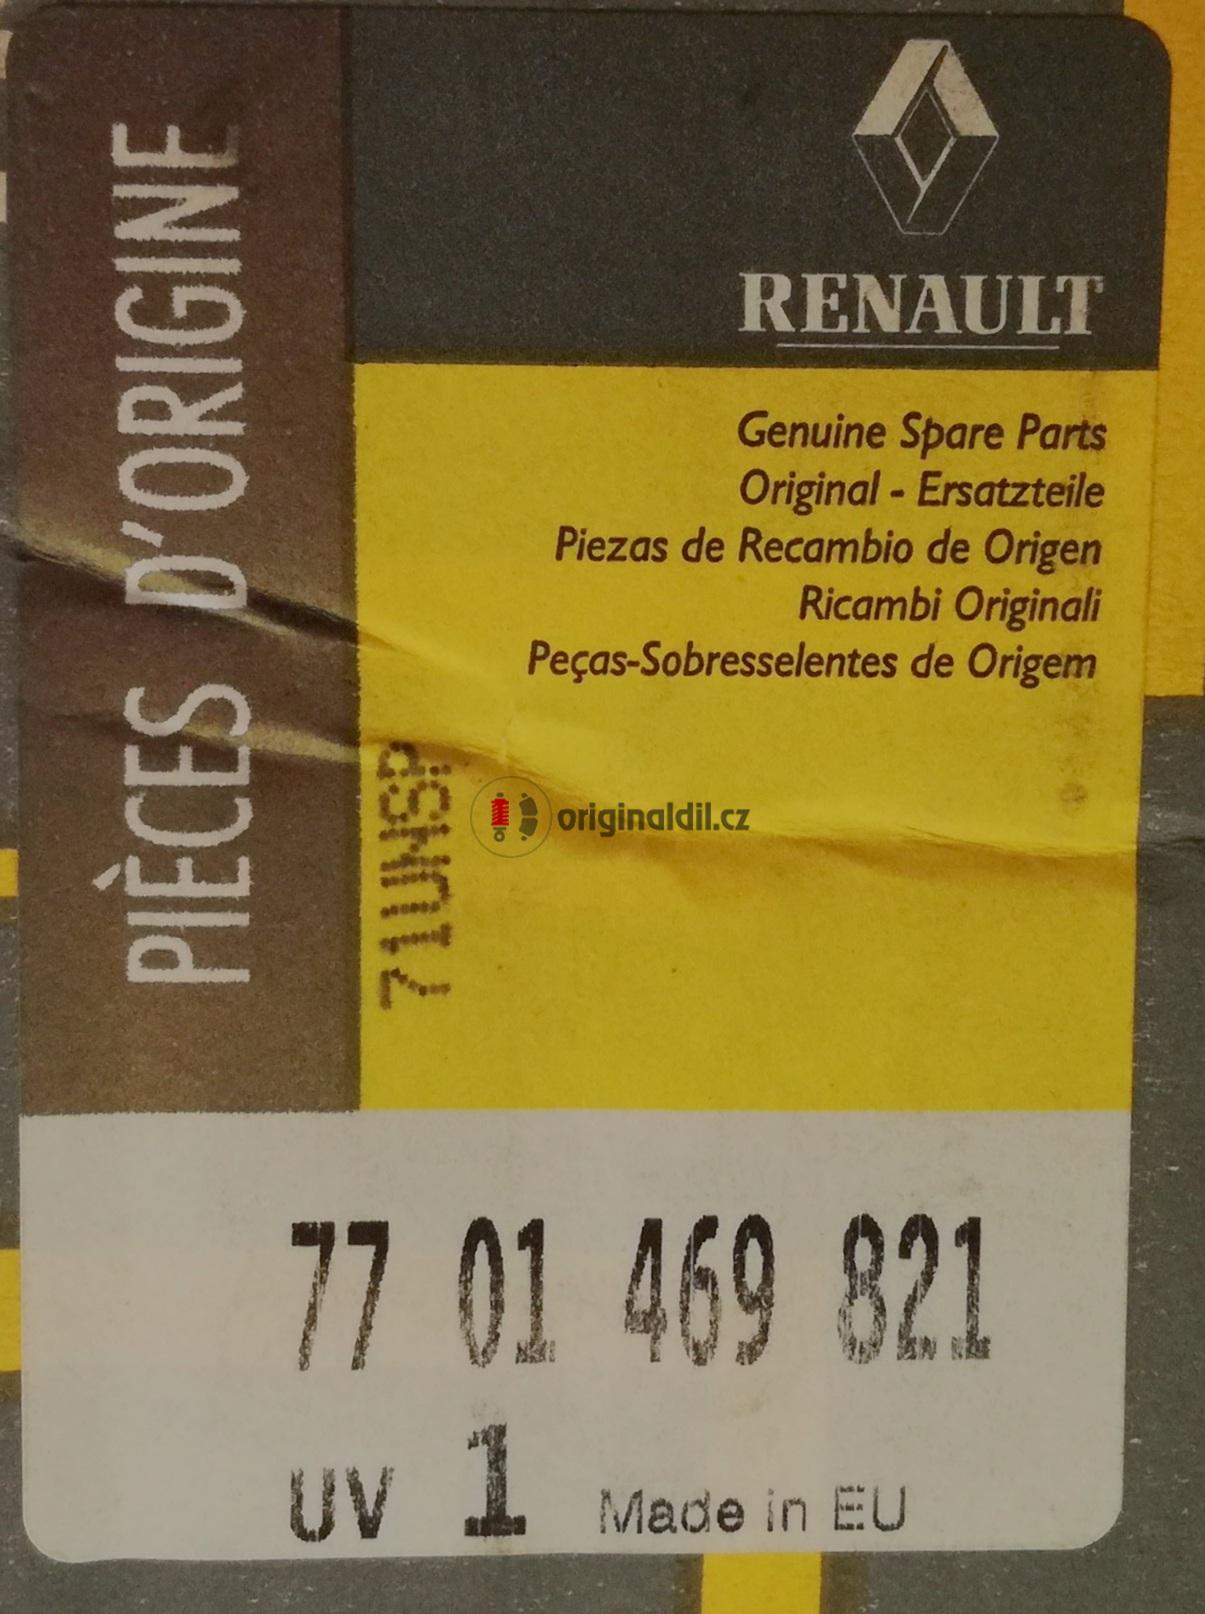 PIÈCES D'ORIGINE
RENAULT
Genuine Spare Parts
Original - Ersatzteile
Piezas de Recambio de Origen
Ricambi Originali
Peças-Sobresselentes de Origem
71UMSP
originaldil.cz
77 01 469 821
UV 1 Made in EU